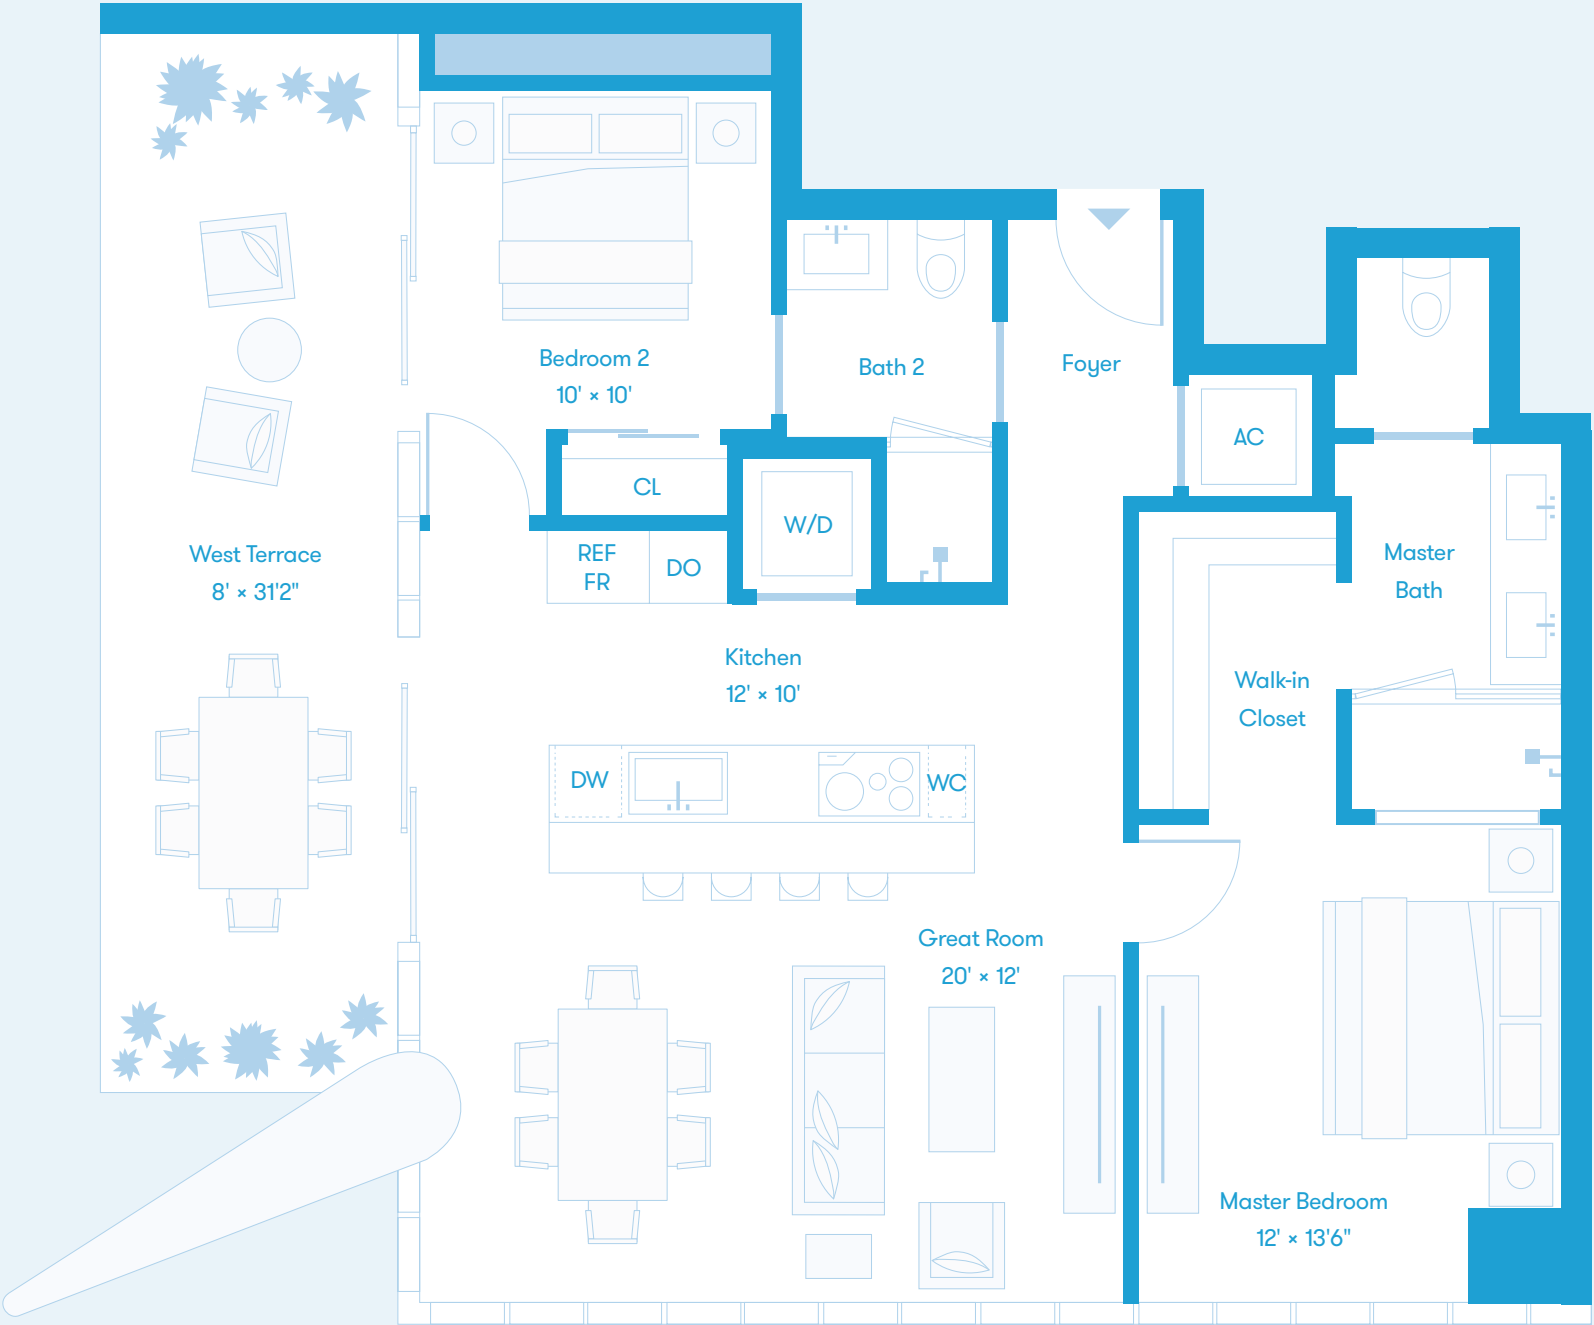 Bedroom 2
10' × 10'
Bath 2
Foyer
AC
CL
W/D
REF
FR
DO
West Terrace
8' × 31'2"
Master
Bath
Kitchen
12' × 10'
Walk-in
Closet
DW
WC
Great Room
20' × 12'
Master Bedroom
12' × 13'6"